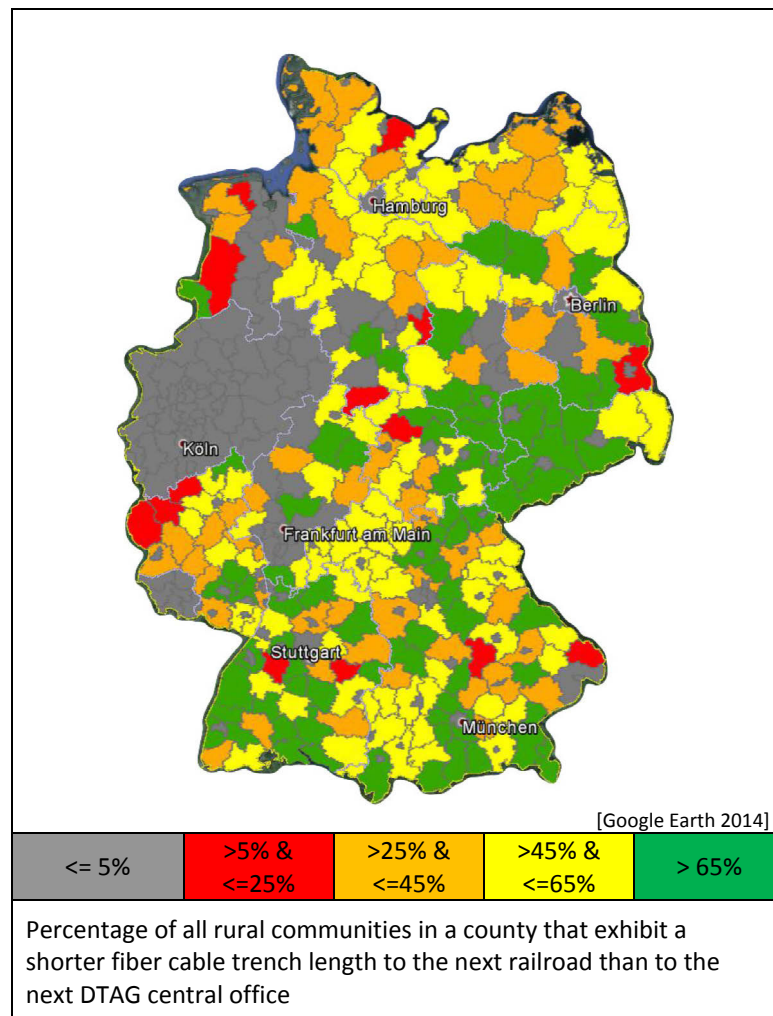 Hamburg
Berlin
Köln
Frankfurt am Main
Stuttgart
München
[Google Earth 2014]
<= 5%
>5% &
<=25%
>25% &
<=45%
>45% &
<=65%
> 65%
Percentage of all rural communities in a county that exhibit a
shorter fiber cable trench length to the next railroad than to the
next DTAG central office